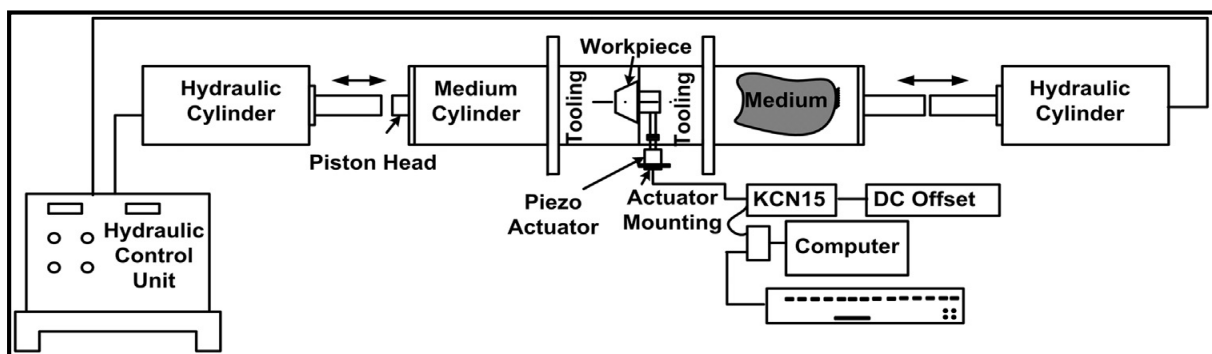 Workpiece
Hydraulic
Cylinder
Medium
Cylinder
Tooling
Tooling
Medium
Hydraulic
Cylinder
Piston Head
Piezo
Actuator
Actuator
Mounting
KCN15
DC Offset
Computer
Hydraulic
Control
Unit